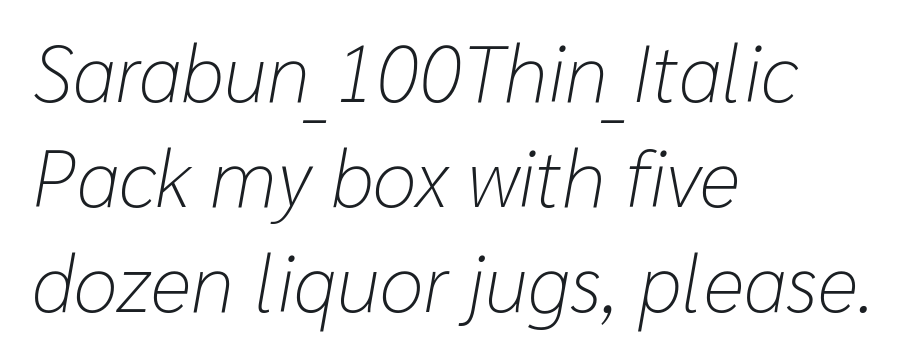 Sarabun_100Thin_Italic
Pack my box with five
dozen liquor jugs, please.